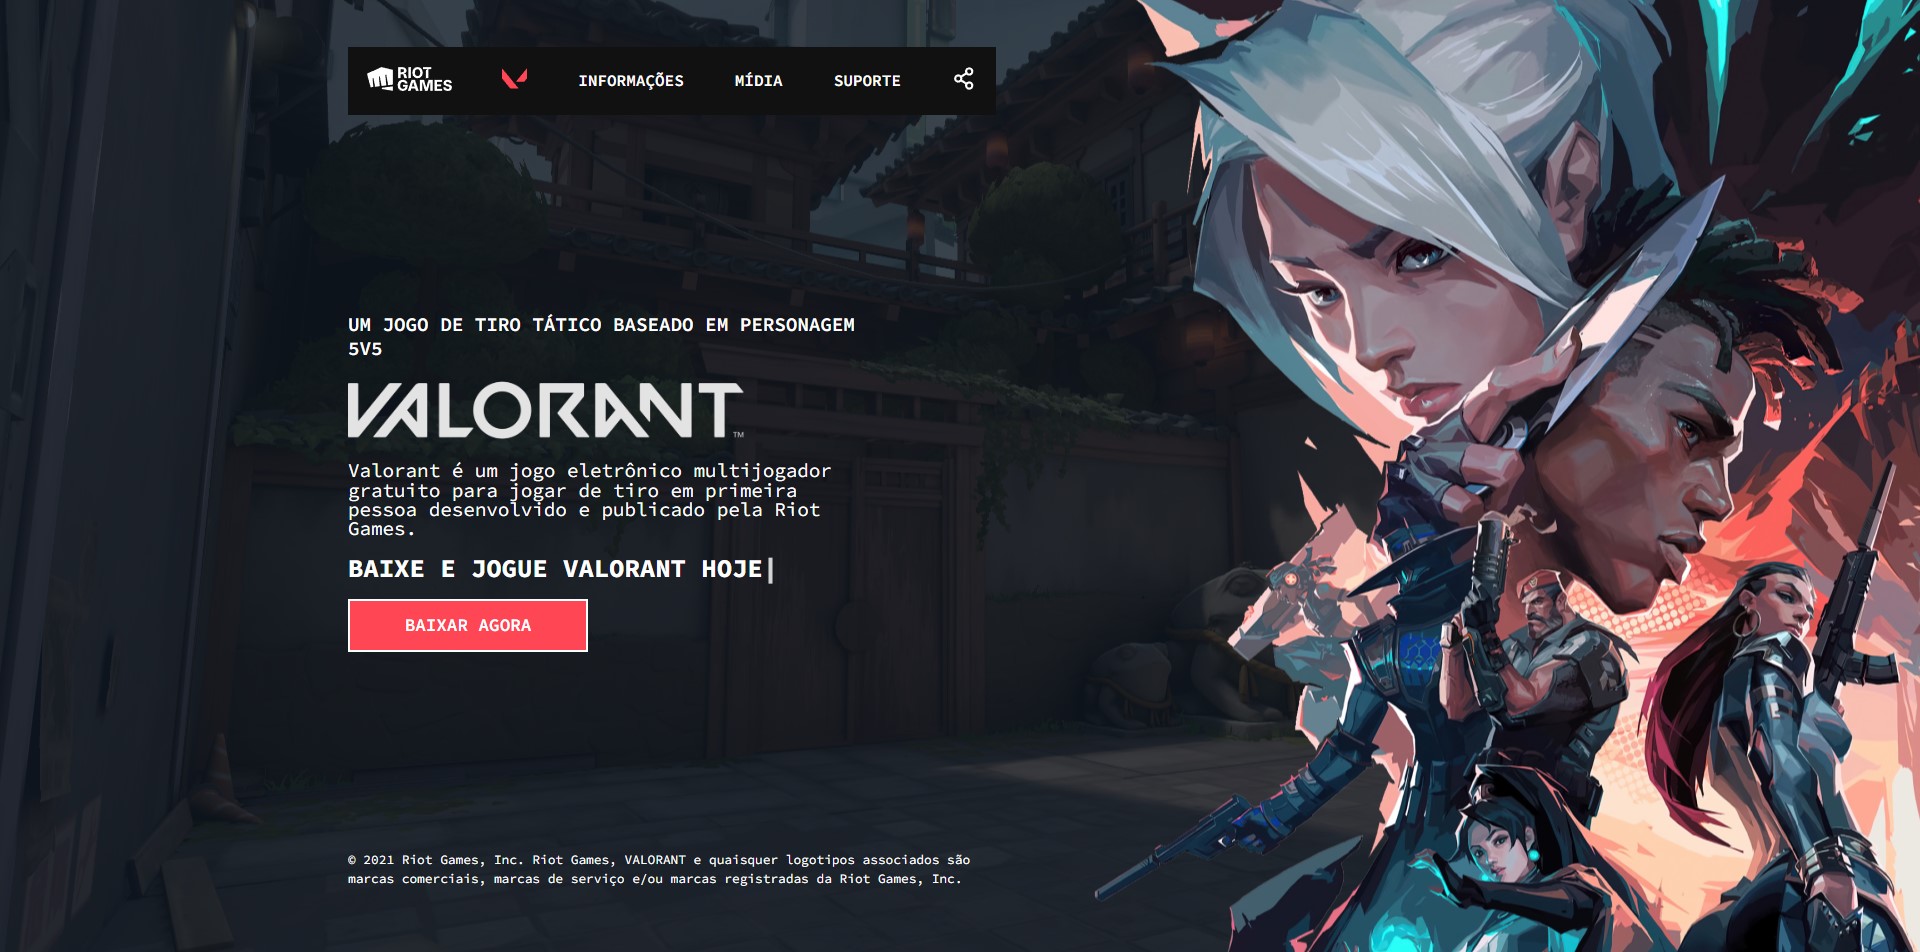 RIOT
GAMES
INFORMAÇÕES
MÍDIA
SUPORTE
UM JOGO DE TIRO TÁTICO BASEADO EM PERSONAGEM
5V5
VALORANT™
Valorant é um jogo eletrônico multijogador
gratuito para jogar de tiro em primeira
pessoa desenvolvido e publicado pela Riot
Games.
BAIXE E JOGUE VALORANT HOJE|
BAIXAR AGORA
© 2021 Riot Games, Inc. Riot Games, VALORANT e quaisquer logotipos associados são
marcas comerciais, marcas de serviço e/ou marcas registradas da Riot Games, Inc.